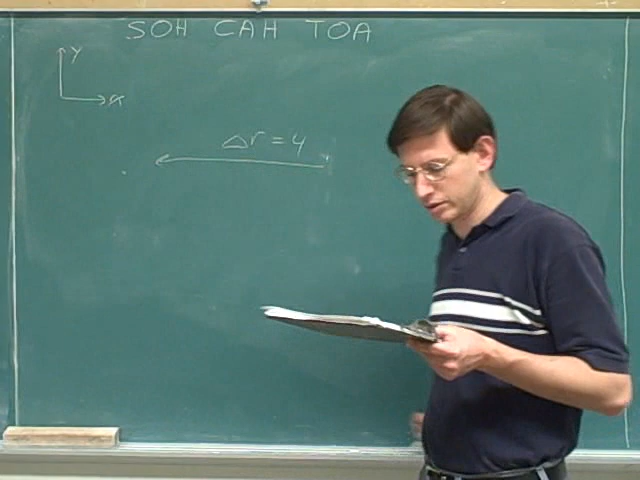 SOH CAH TOA
Y
x
Δr = 4